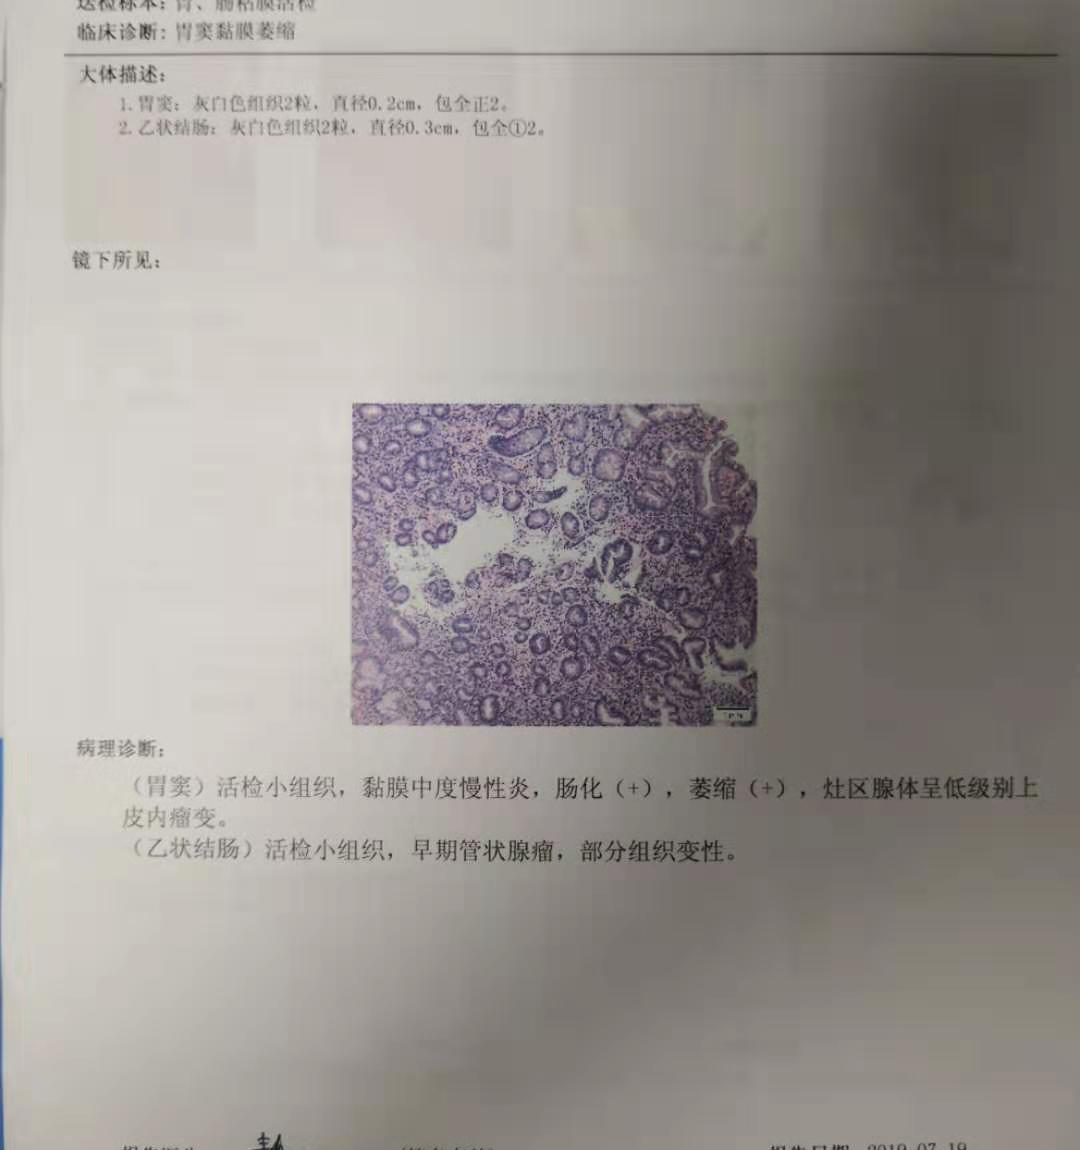 送检标本：胃、肠粘膜活检
临床诊断：胃窦黏膜萎缩
大体描述：
1.胃窦：灰白色组织2粒，直径0.2cm，包全正2。
2.乙状结肠：灰白色组织2粒，直径0.3cm，包全①2。
镜下所见：
病理诊断：
（胃窦）活检小组织，黏膜中度慢性炎，肠化（+），萎缩（+），灶区腺体呈低级别上
皮内瘤变。
（乙状结肠）活检小组织，早期管状腺瘤，部分组织变性。
报告日期 2019-07-19